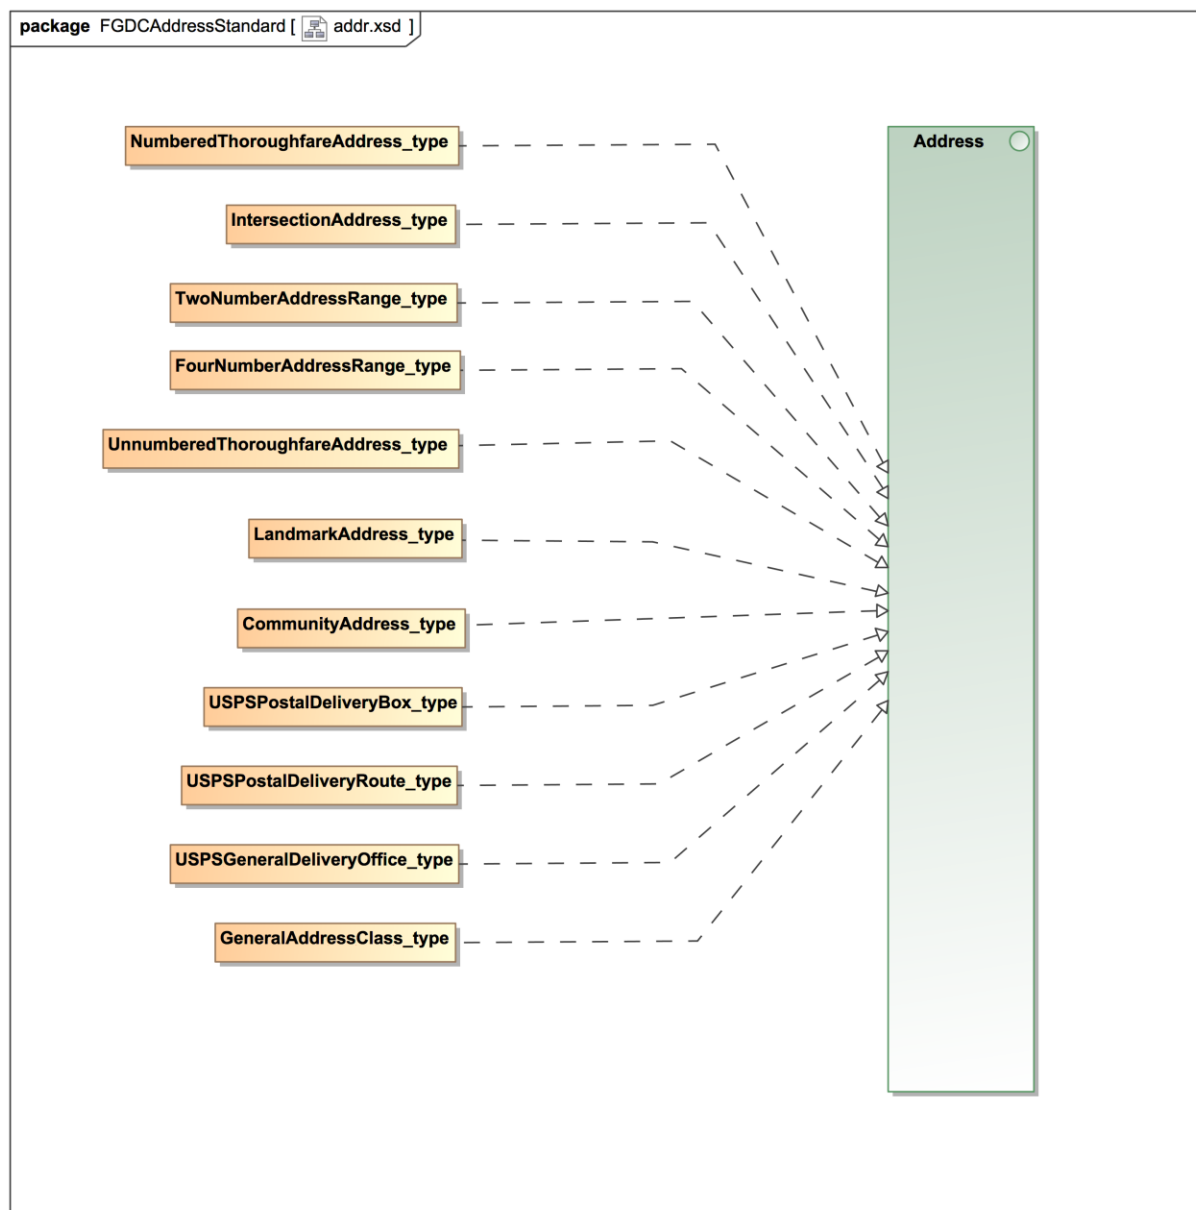 package FGDCAddressStandard [ addr.xsd ]
NumberedThoroughfareAddress_type
Address
IntersectionAddress_type
TwoNumberAddressRange_type
FourNumberAddressRange_type
UnnumberedThoroughfareAddress_type
LandmarkAddress_type
CommunityAddress_type
USPSPostalDeliveryBox_type
USPSPostalDeliveryRoute_type
USPSGeneralDeliveryOffice_type
GeneralAddressClass_type